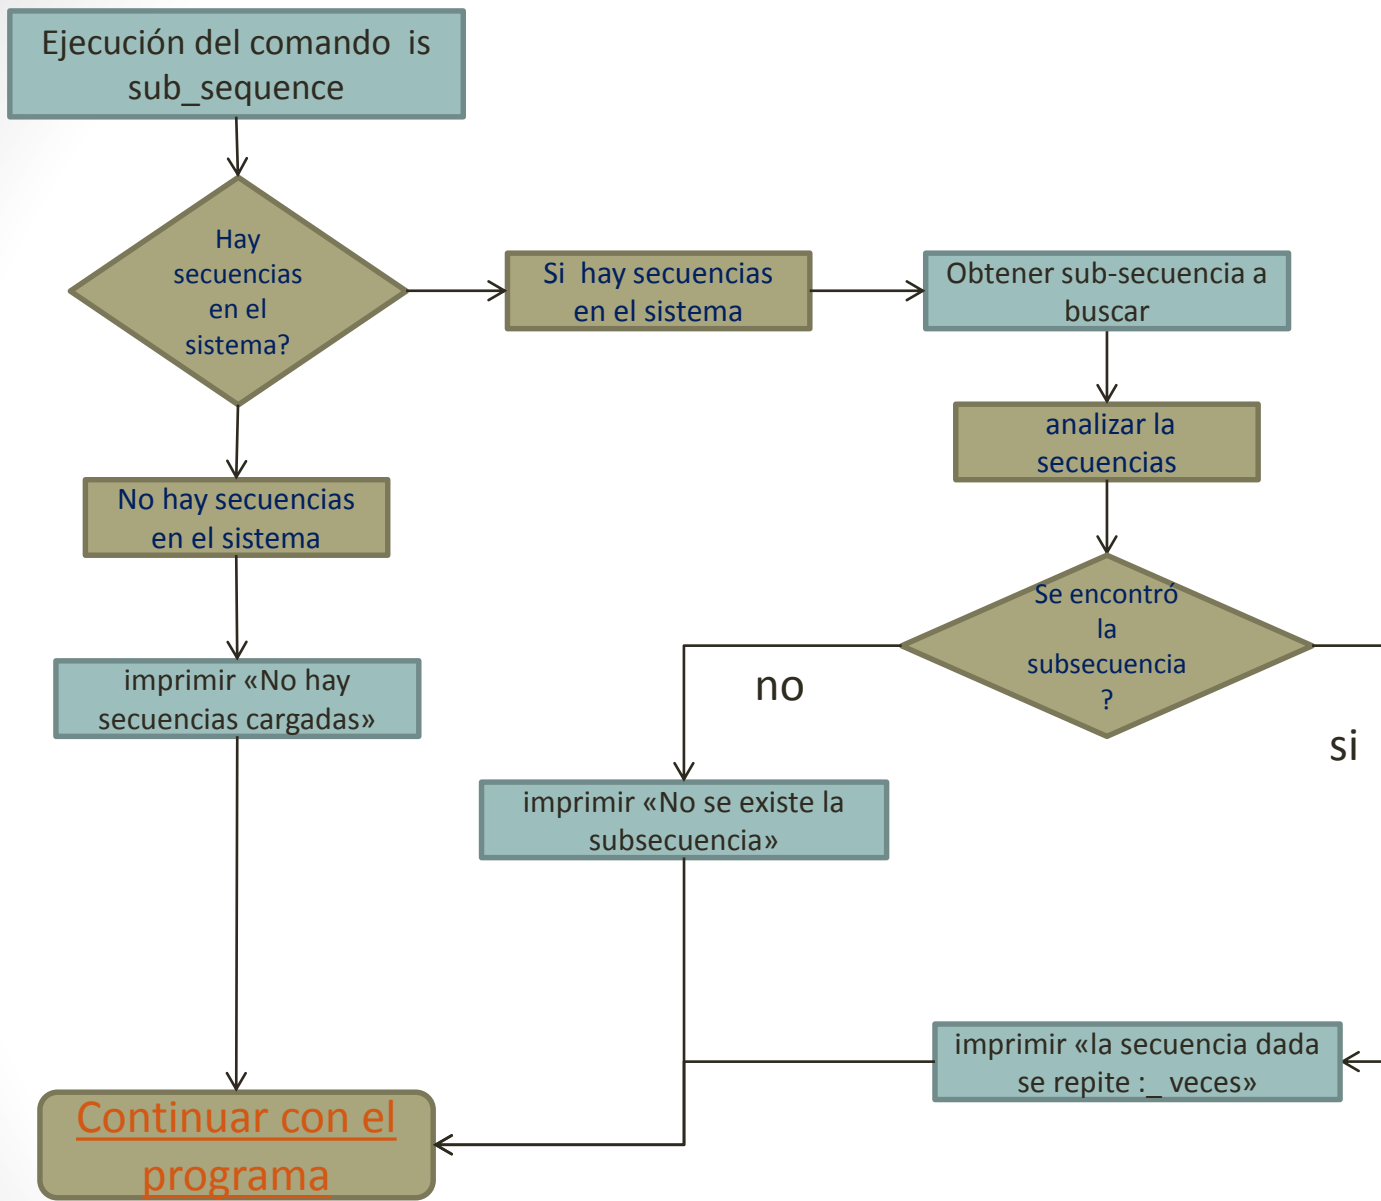 Ejecución del comando is
sub_sequence
Hay
secuencias
en el
sistema?
Si hay secuencias
en el sistema
Obtener sub-secuencia a
buscar
analizar la
secuencias
No hay secuencias
en el sistema
Se encontró
la
subsecuencia
?
no
si
imprimir «No hay
secuencias cargadas»
imprimir «No se existe la
subsecuencia»
imprimir «la secuencia dada
se repite :_ veces»
Continuar con el
programa